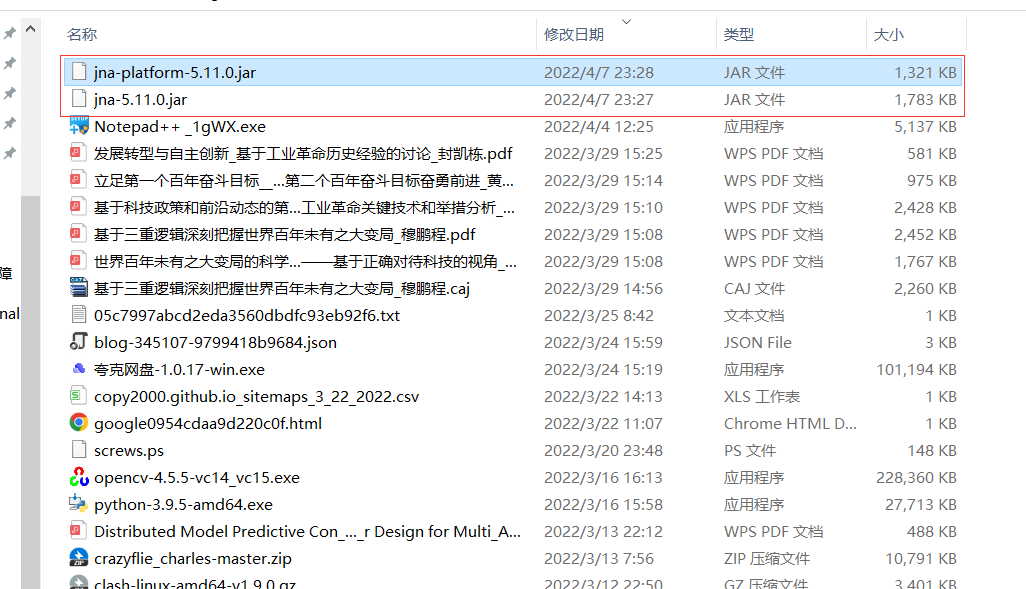 名称 修改日期 类型 大小
jna-platform-5.11.0.jar 2022/4/7 23:28 JAR 文件 1,321 KB
jna-5.11.0.jar 2022/4/7 23:27 JAR 文件 1,783 KB
Notepad++ _1gWX.exe 2022/4/4 12:25 应用程序 5,137 KB
发展转型与自主创新_基于工业革命历史经验的讨论_封凯栋.pdf 2022/3/29 15:25 WPS PDF 文档 581 KB
立足第一个百年奋斗目标__...第二个百年奋斗目标奋勇前进_黄... 2022/3/29 15:14 WPS PDF 文档 975 KB
基于科技政策和前沿动态的第...工业革命关键技术和举措分析_... 2022/3/29 15:10 WPS PDF 文档 2,428 KB
基于三重逻辑深刻把握世界百年未有之大变局_穆鹏程.pdf 2022/3/29 15:08 WPS PDF 文档 2,452 KB
世界百年未有之大变局的科学...——基于正确对待科技的视角_... 2022/3/29 15:08 WPS PDF 文档 1,767 KB
障
基于三重逻辑深刻把握世界百年未有之大变局_穆鹏程.caj 2022/3/29 14:56 CAJ 文件 2,260 KB
nal
05c7997abcd2eda3560dbdfc93eb92f6.txt 2022/3/25 8:42 文本文档 1 KB
blog-345107-9799418b9684.json 2022/3/24 15:59 JSON File 3 KB
夸克网盘-1.0.17-win.exe 2022/3/24 15:19 应用程序 101,194 KB
copy2000.github.io_sitemaps_3_22_2022.csv 2022/3/22 14:13 XLS 工作表 1 KB
google0954cdaa9d220c0f.html 2022/3/22 11:07 Chrome HTML D... 1 KB
screws.ps 2022/3/20 23:48 PS 文件 148 KB
opencv-4.5.5-vc14_vc15.exe 2022/3/16 16:13 应用程序 228,360 KB
python-3.9.5-amd64.exe 2022/3/16 15:58 应用程序 27,713 KB
Distributed Model Predictive Con_..._r Design for Multi_A... 2022/3/13 22:12 WPS PDF 文档 488 KB
crazyflie_charles-master.zip 2022/3/13 7:56 ZIP 压缩文件 10,791 KB
clash-linux-amd64-v1.9.0.gz 2022/3/12 22:50 GZ 压缩文件 3,401 KB